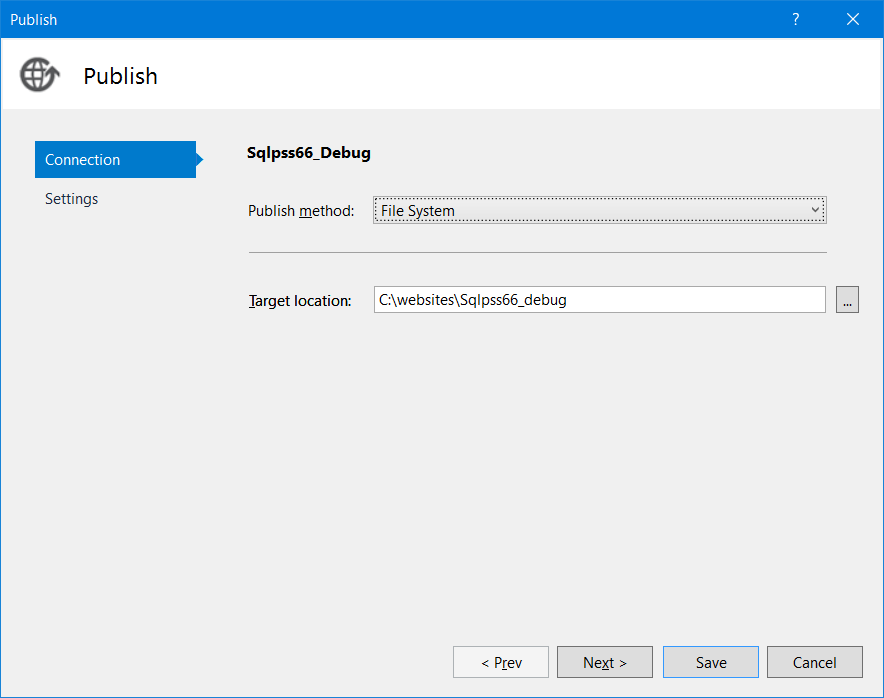 Publish ?
Publish
Connection
Settings
Sqlpss66_Debug
Publish method: File System
Target location: C:\websites\Sqlpss66_debug ...
< Prev Next > Save Cancel